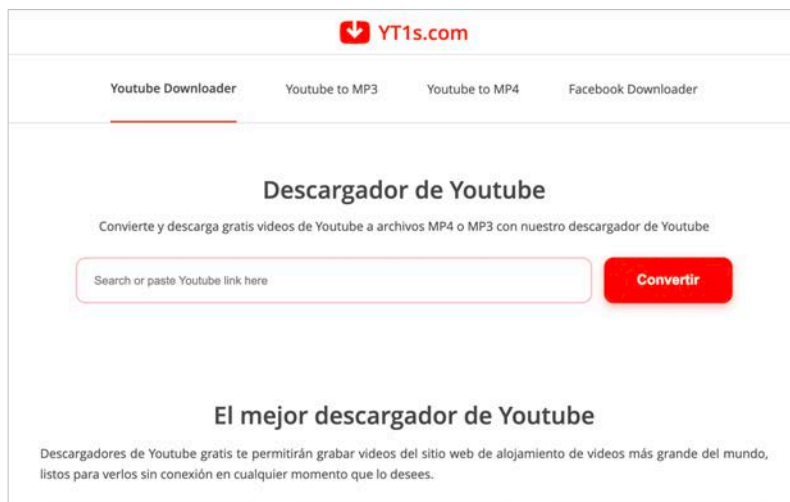 YT1s.com
Youtube Downloader Youtube to MP3 Youtube to MP4 Facebook Downloader
Descargador de Youtube
Convierte y descarga gratis videos de Youtube a archivos MP4 o MP3 con nuestro descargador de Youtube
Search or paste Youtube link here Convertir
El mejor descargador de Youtube
Descargadores de Youtube gratis te permitirán grabar videos del sitio web de alojamiento de videos más grande del mundo,
listos para verlos sin conexión en cualquier momento que lo desees.